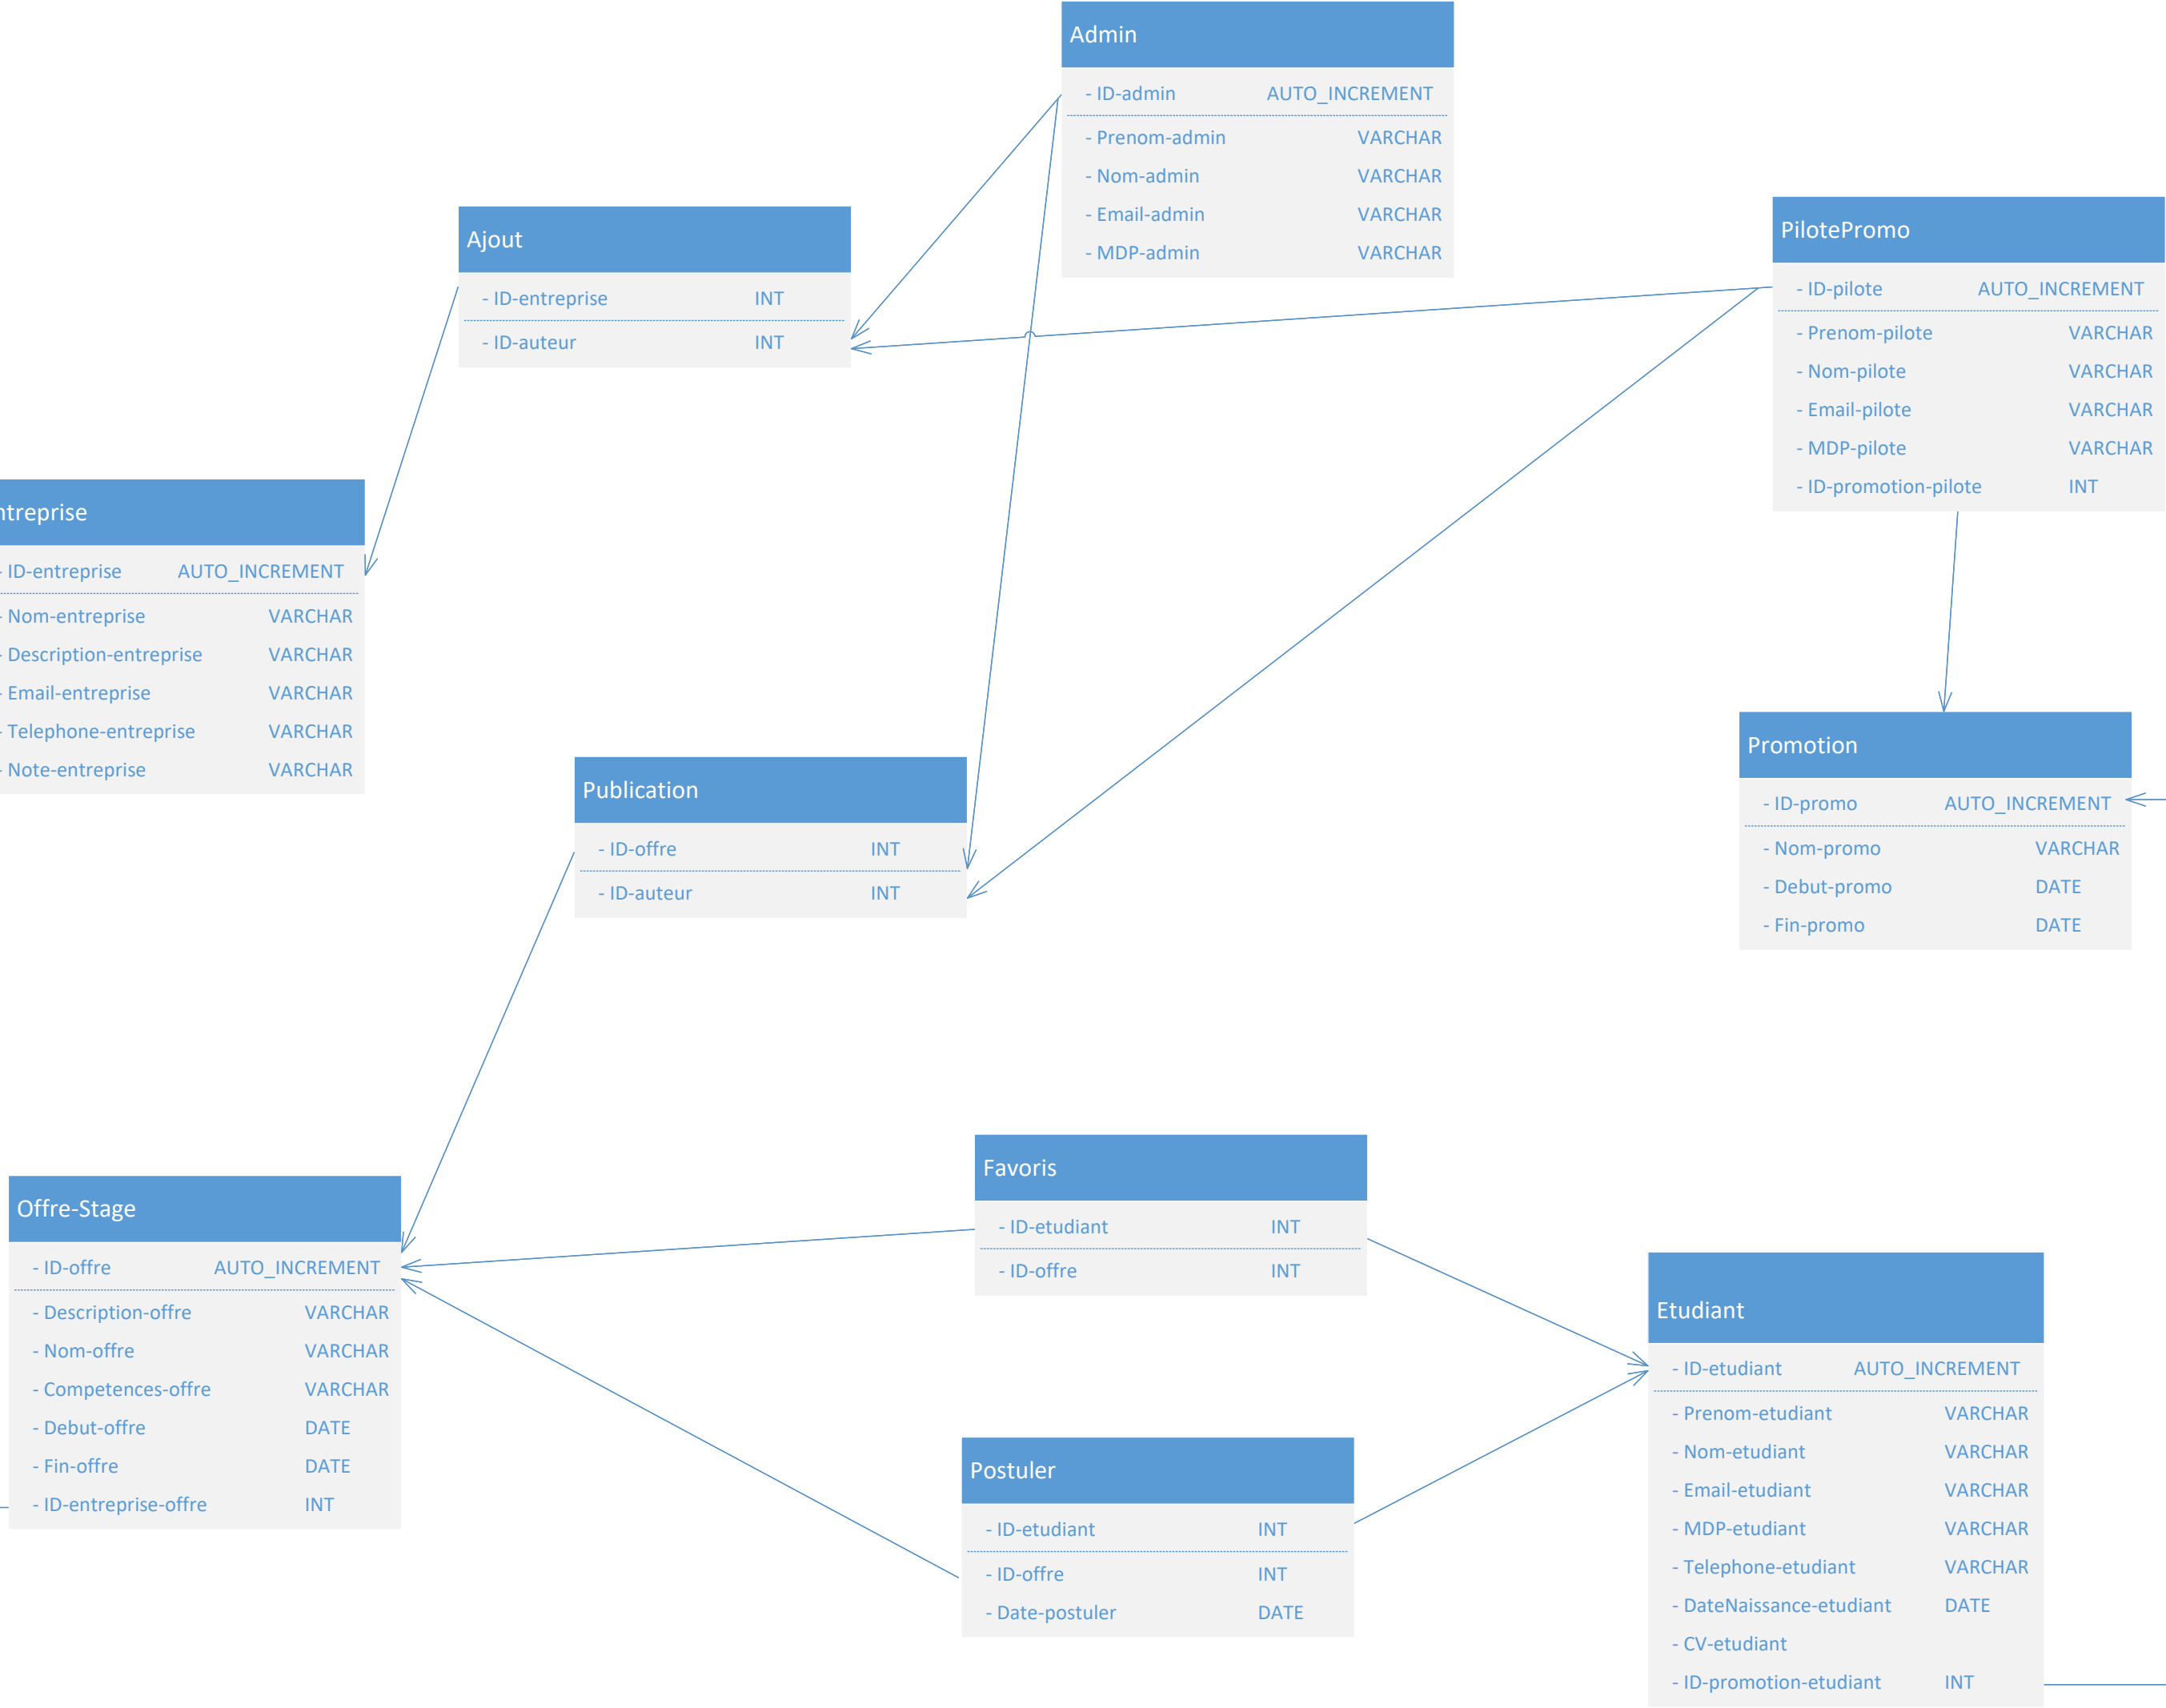 Admin
- ID-admin AUTO_INCREMENT
- Prenom-admin VARCHAR
- Nom-admin VARCHAR
- Email-admin VARCHAR
- MDP-admin VARCHAR
Ajout
- ID-entreprise INT
- ID-auteur INT
PilotePromo
- ID-pilote AUTO_INCREMENT
- Prenom-pilote VARCHAR
- Nom-pilote VARCHAR
- Email-pilote VARCHAR
- MDP-pilote VARCHAR
- ID-promotion-pilote INT
ntreprise
- ID-entreprise AUTO_INCREMENT
- Nom-entreprise VARCHAR
- Description-entreprise VARCHAR
- Email-entreprise VARCHAR
- Telephone-entreprise VARCHAR
- Note-entreprise VARCHAR
Publication
- ID-offre INT
- ID-auteur INT
Promotion
- ID-promo AUTO_INCREMENT
- Nom-promo VARCHAR
- Debut-promo DATE
- Fin-promo DATE
Offre-Stage
- ID-offre AUTO_INCREMENT
- Description-offre VARCHAR
- Nom-offre VARCHAR
- Competences-offre VARCHAR
- Debut-offre DATE
- Fin-offre DATE
- ID-entreprise-offre INT
Favoris
- ID-etudiant INT
- ID-offre INT
Postuler
- ID-etudiant INT
- ID-offre INT
- Date-postuler DATE
Etudiant
- ID-etudiant AUTO_INCREMENT
- Prenom-etudiant VARCHAR
- Nom-etudiant VARCHAR
- Email-etudiant VARCHAR
- MDP-etudiant VARCHAR
- Telephone-etudiant VARCHAR
- DateNaissance-etudiant DATE
- CV-etudiant
- ID-promotion-etudiant INT